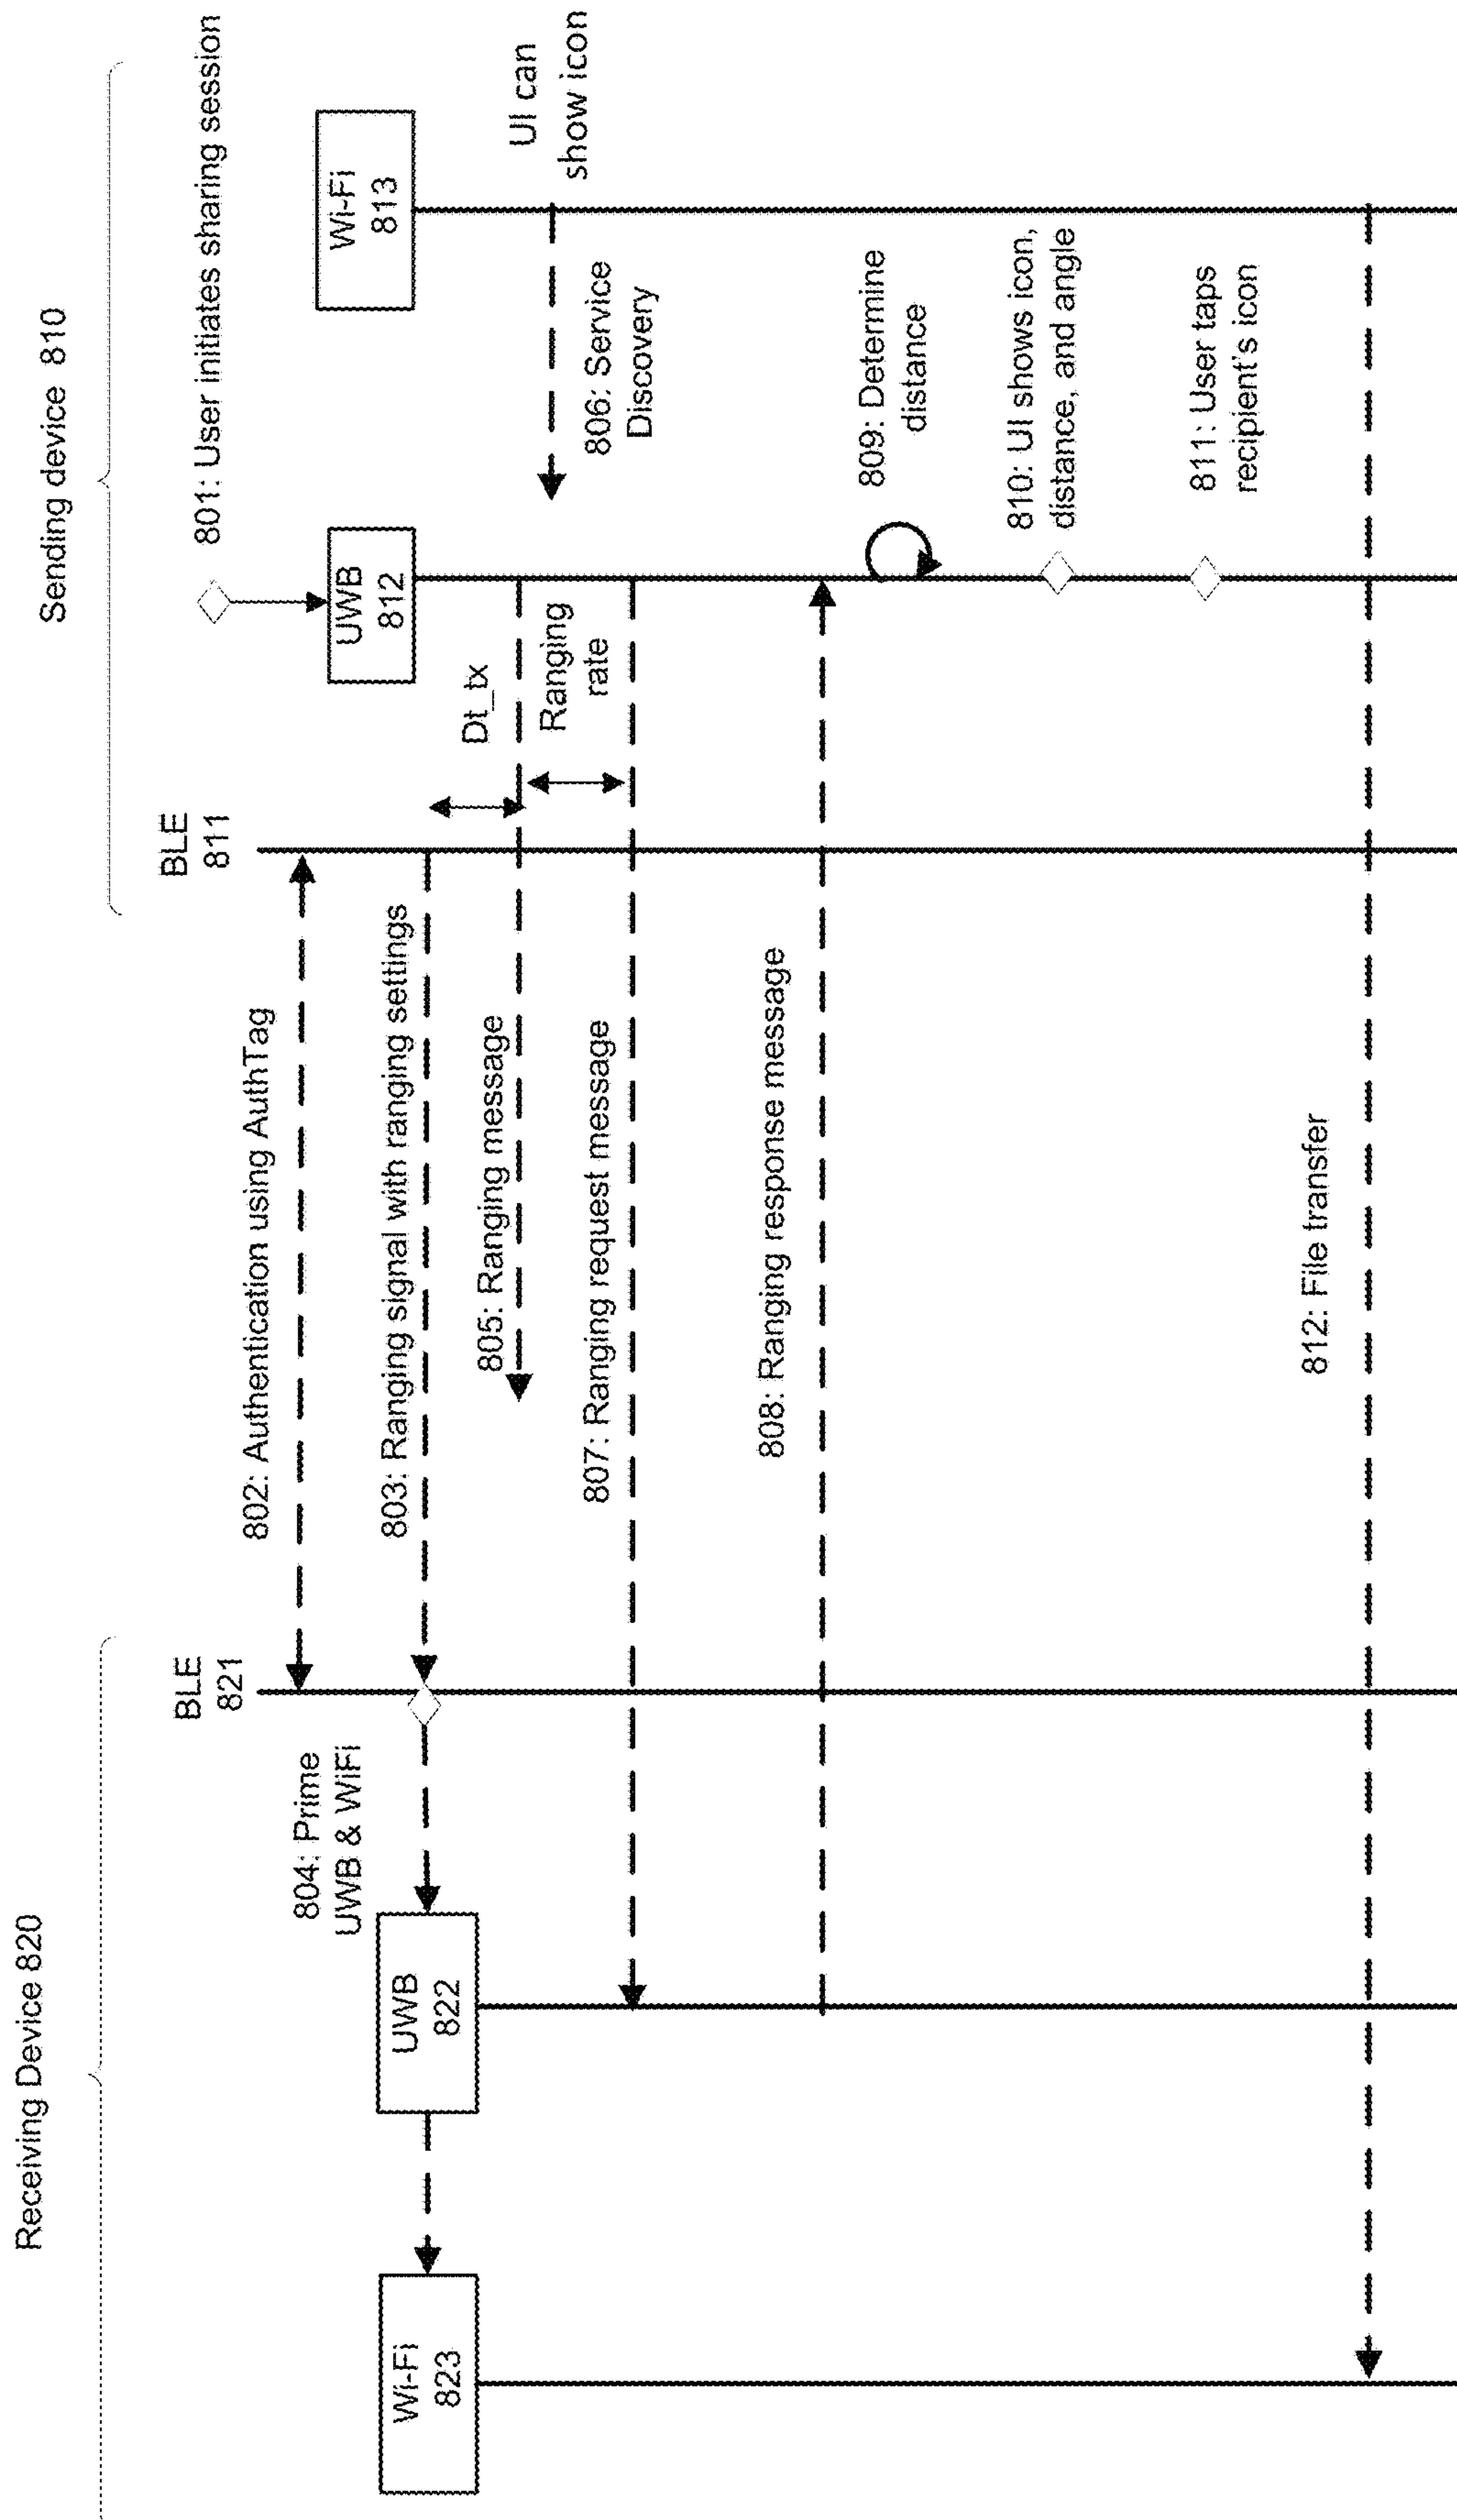 Receiving Device 820
Sending device 810
801: User initiates sharing session
BLE
821
BLE
811
UWB
812
Wi-Fi
813
802: Authentication using AuthTag
804: Prime
UWB & WiFi
Wi-Fi
823
UWB
822
803: Ranging signal with ranging settings
Dt_tx
805: Ranging message
Ranging
rate
UI can
show icon
806: Service
Discovery
807: Ranging request message
808: Ranging response message
809: Determine
distance
810: UI shows icon,
distance, and angle
811: User taps
recipient's icon
812: File transfer